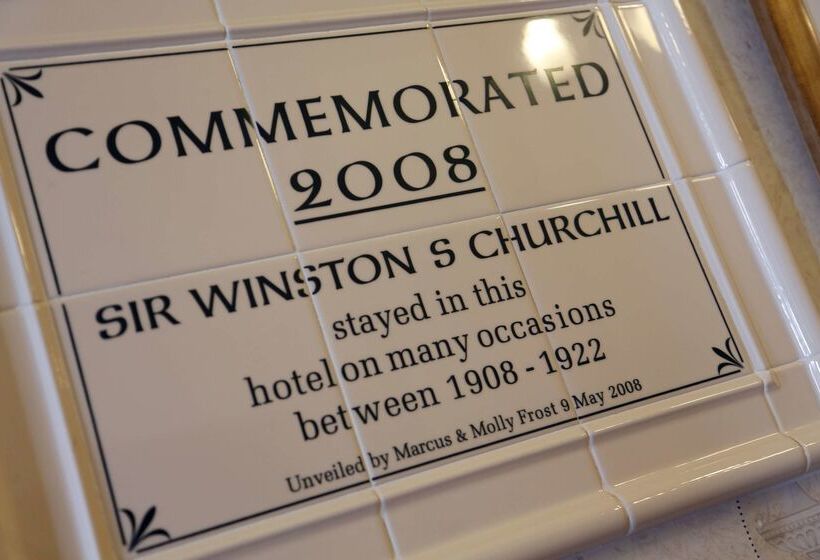 COMMEMORATED
2008
SIR WINSTON S CHURCHILL
stayed in this
hotel on many occasions
between 1908 - 1922
Unveiled by Marcus & Molly Frost 9 May 2008